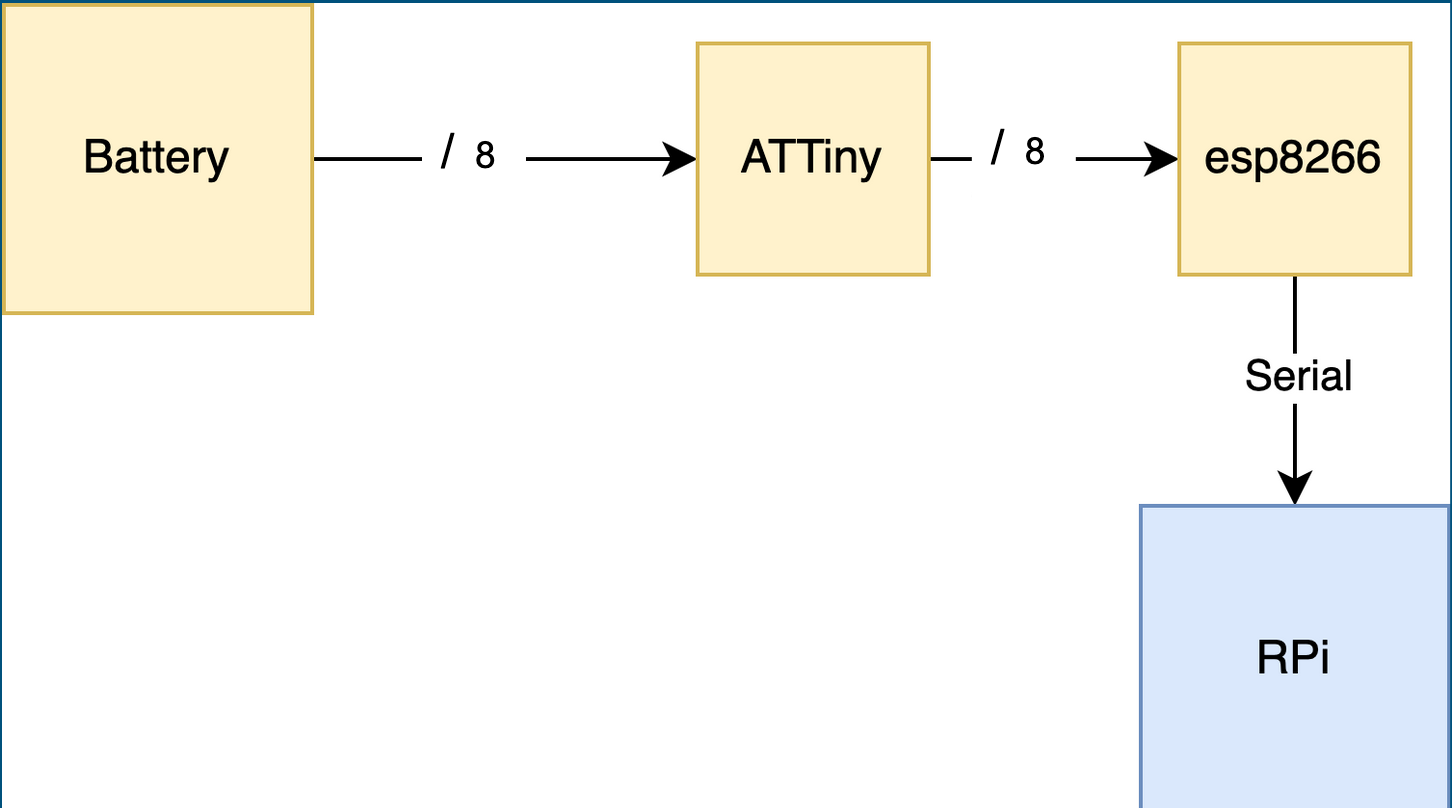 Battery
/ 8
ATTiny
/ 8
esp8266
Serial
RPi